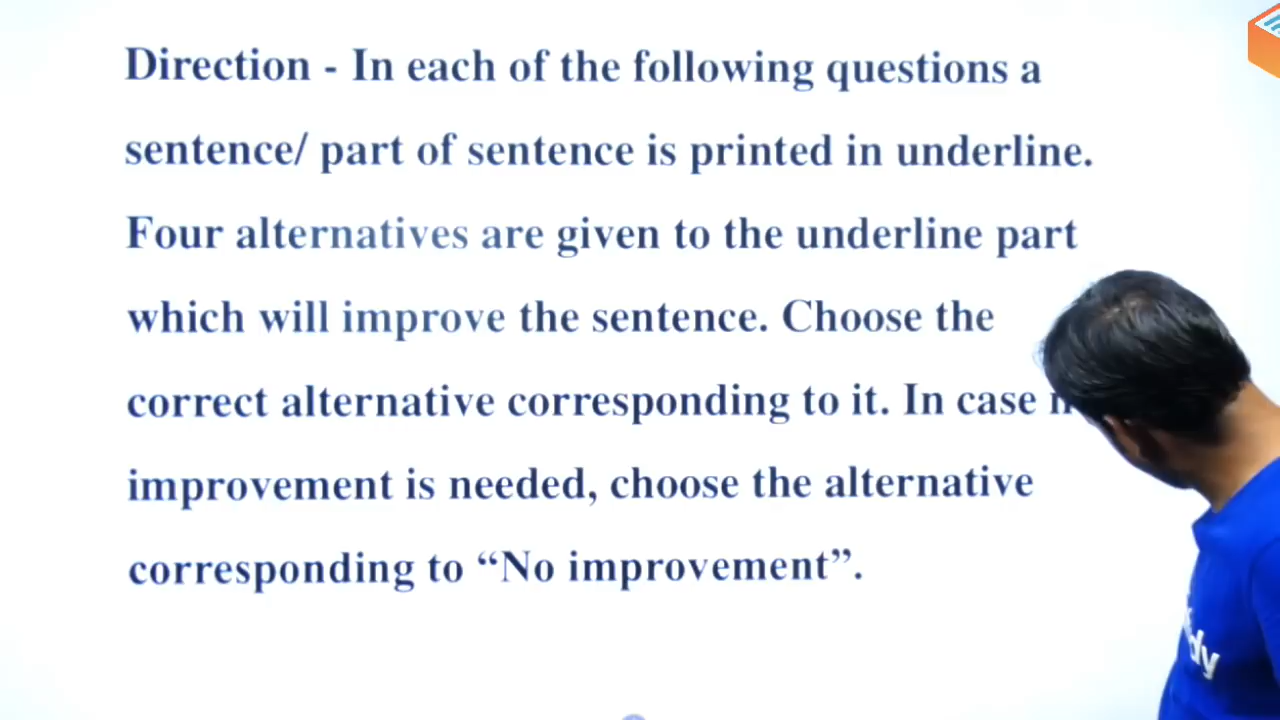 Direction - In each of the following questions a
sentence/ part of sentence is printed in underline.
Four alternatives are given to the underline part
which will improve the sentence. Choose the
correct alternative corresponding to it. In case
improvement is needed, choose the alternative
corresponding to “No improvement”.